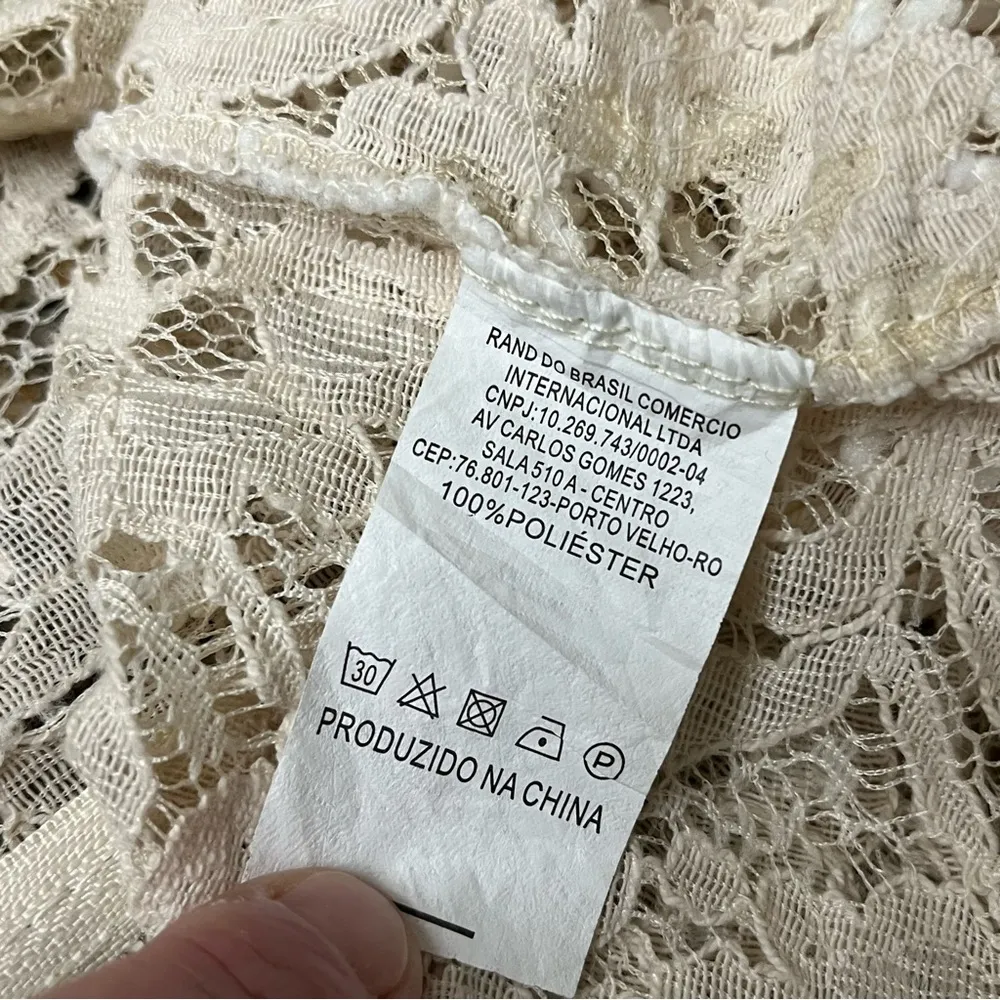 RAND DO BRASIL COMERCIO
INTERNACIONAL LTDA
CNPJ:10.269.743/0002-04
AV CARLOS GOMES 1223,
SALA 510 A - CENTRO
CEP:76.801-123-PORTO VELHO-RO
100%POLIÉSTER
30
P
PRODUZIDO NA CHINA